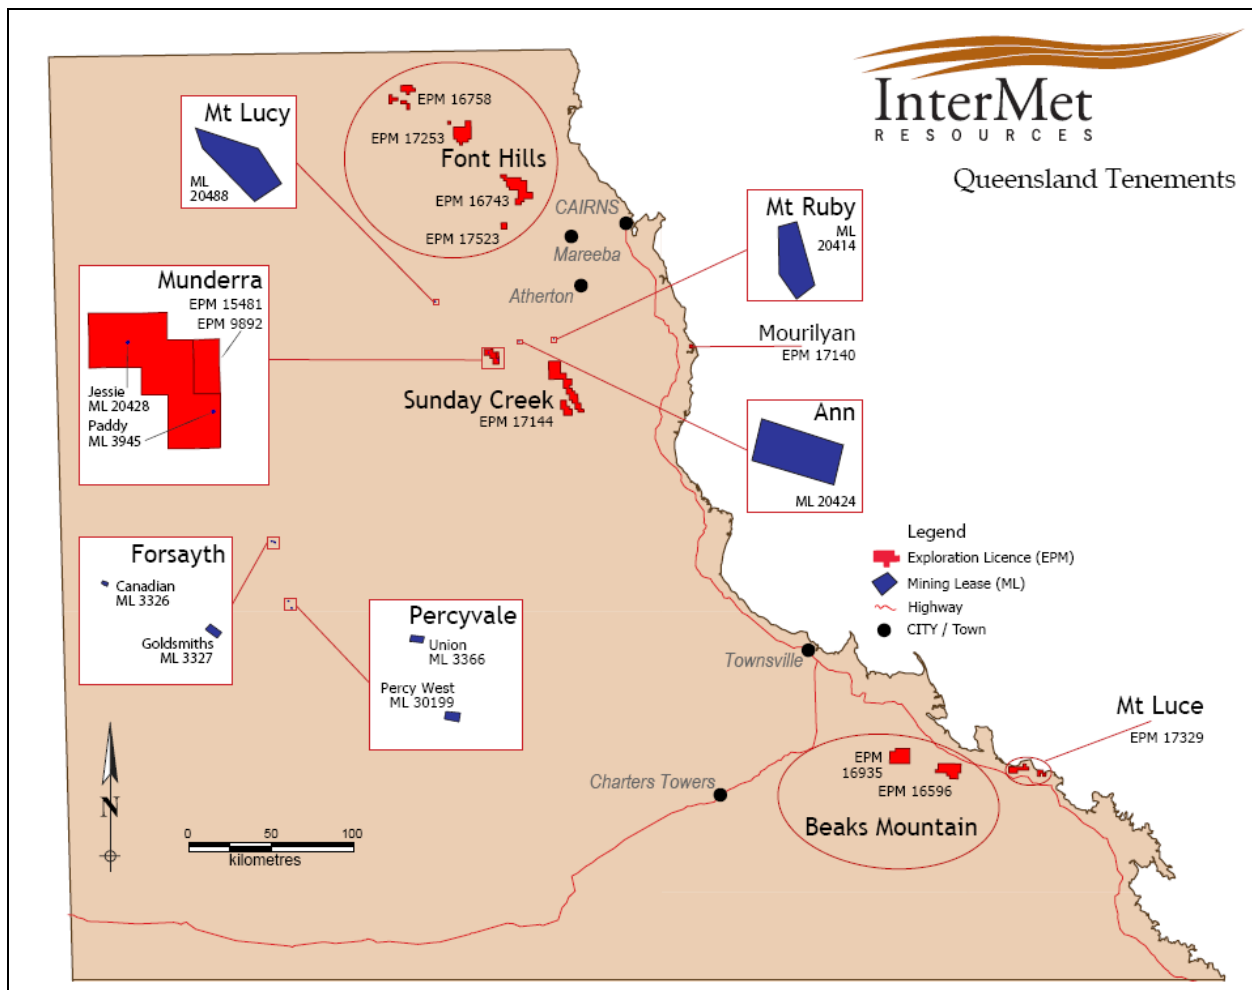 InterMet
RESOURCES
Queensland Tenements
Mt Lucy
ML
20488
EPM 16758
EPM 17253
Font Hills
EPM 16743
EPM 17523
CAIRNS
Mareeba
Atherton
Mt Ruby
ML
20414
Munderra
EPM 15481
EPM 9892
Jessie
ML 20428
Paddy
ML 3945
Mourilyan
EPM 17140
Sunday Creek
EPM 17144
Ann
ML 20424
Legend
Exploration Licence (EPM)
Mining Lease (ML)
Highway
CITY / Town
Forsayth
Canadian
ML 3326
Goldsmiths
ML 3327
Percyvale
Union
ML 3366
Percy West
ML 30199
Townsville
Mt Luce
EPM 17329
EPM
16935
EPM 16596
Beaks Mountain
Charters Towers
N
0 50 100
kilometres